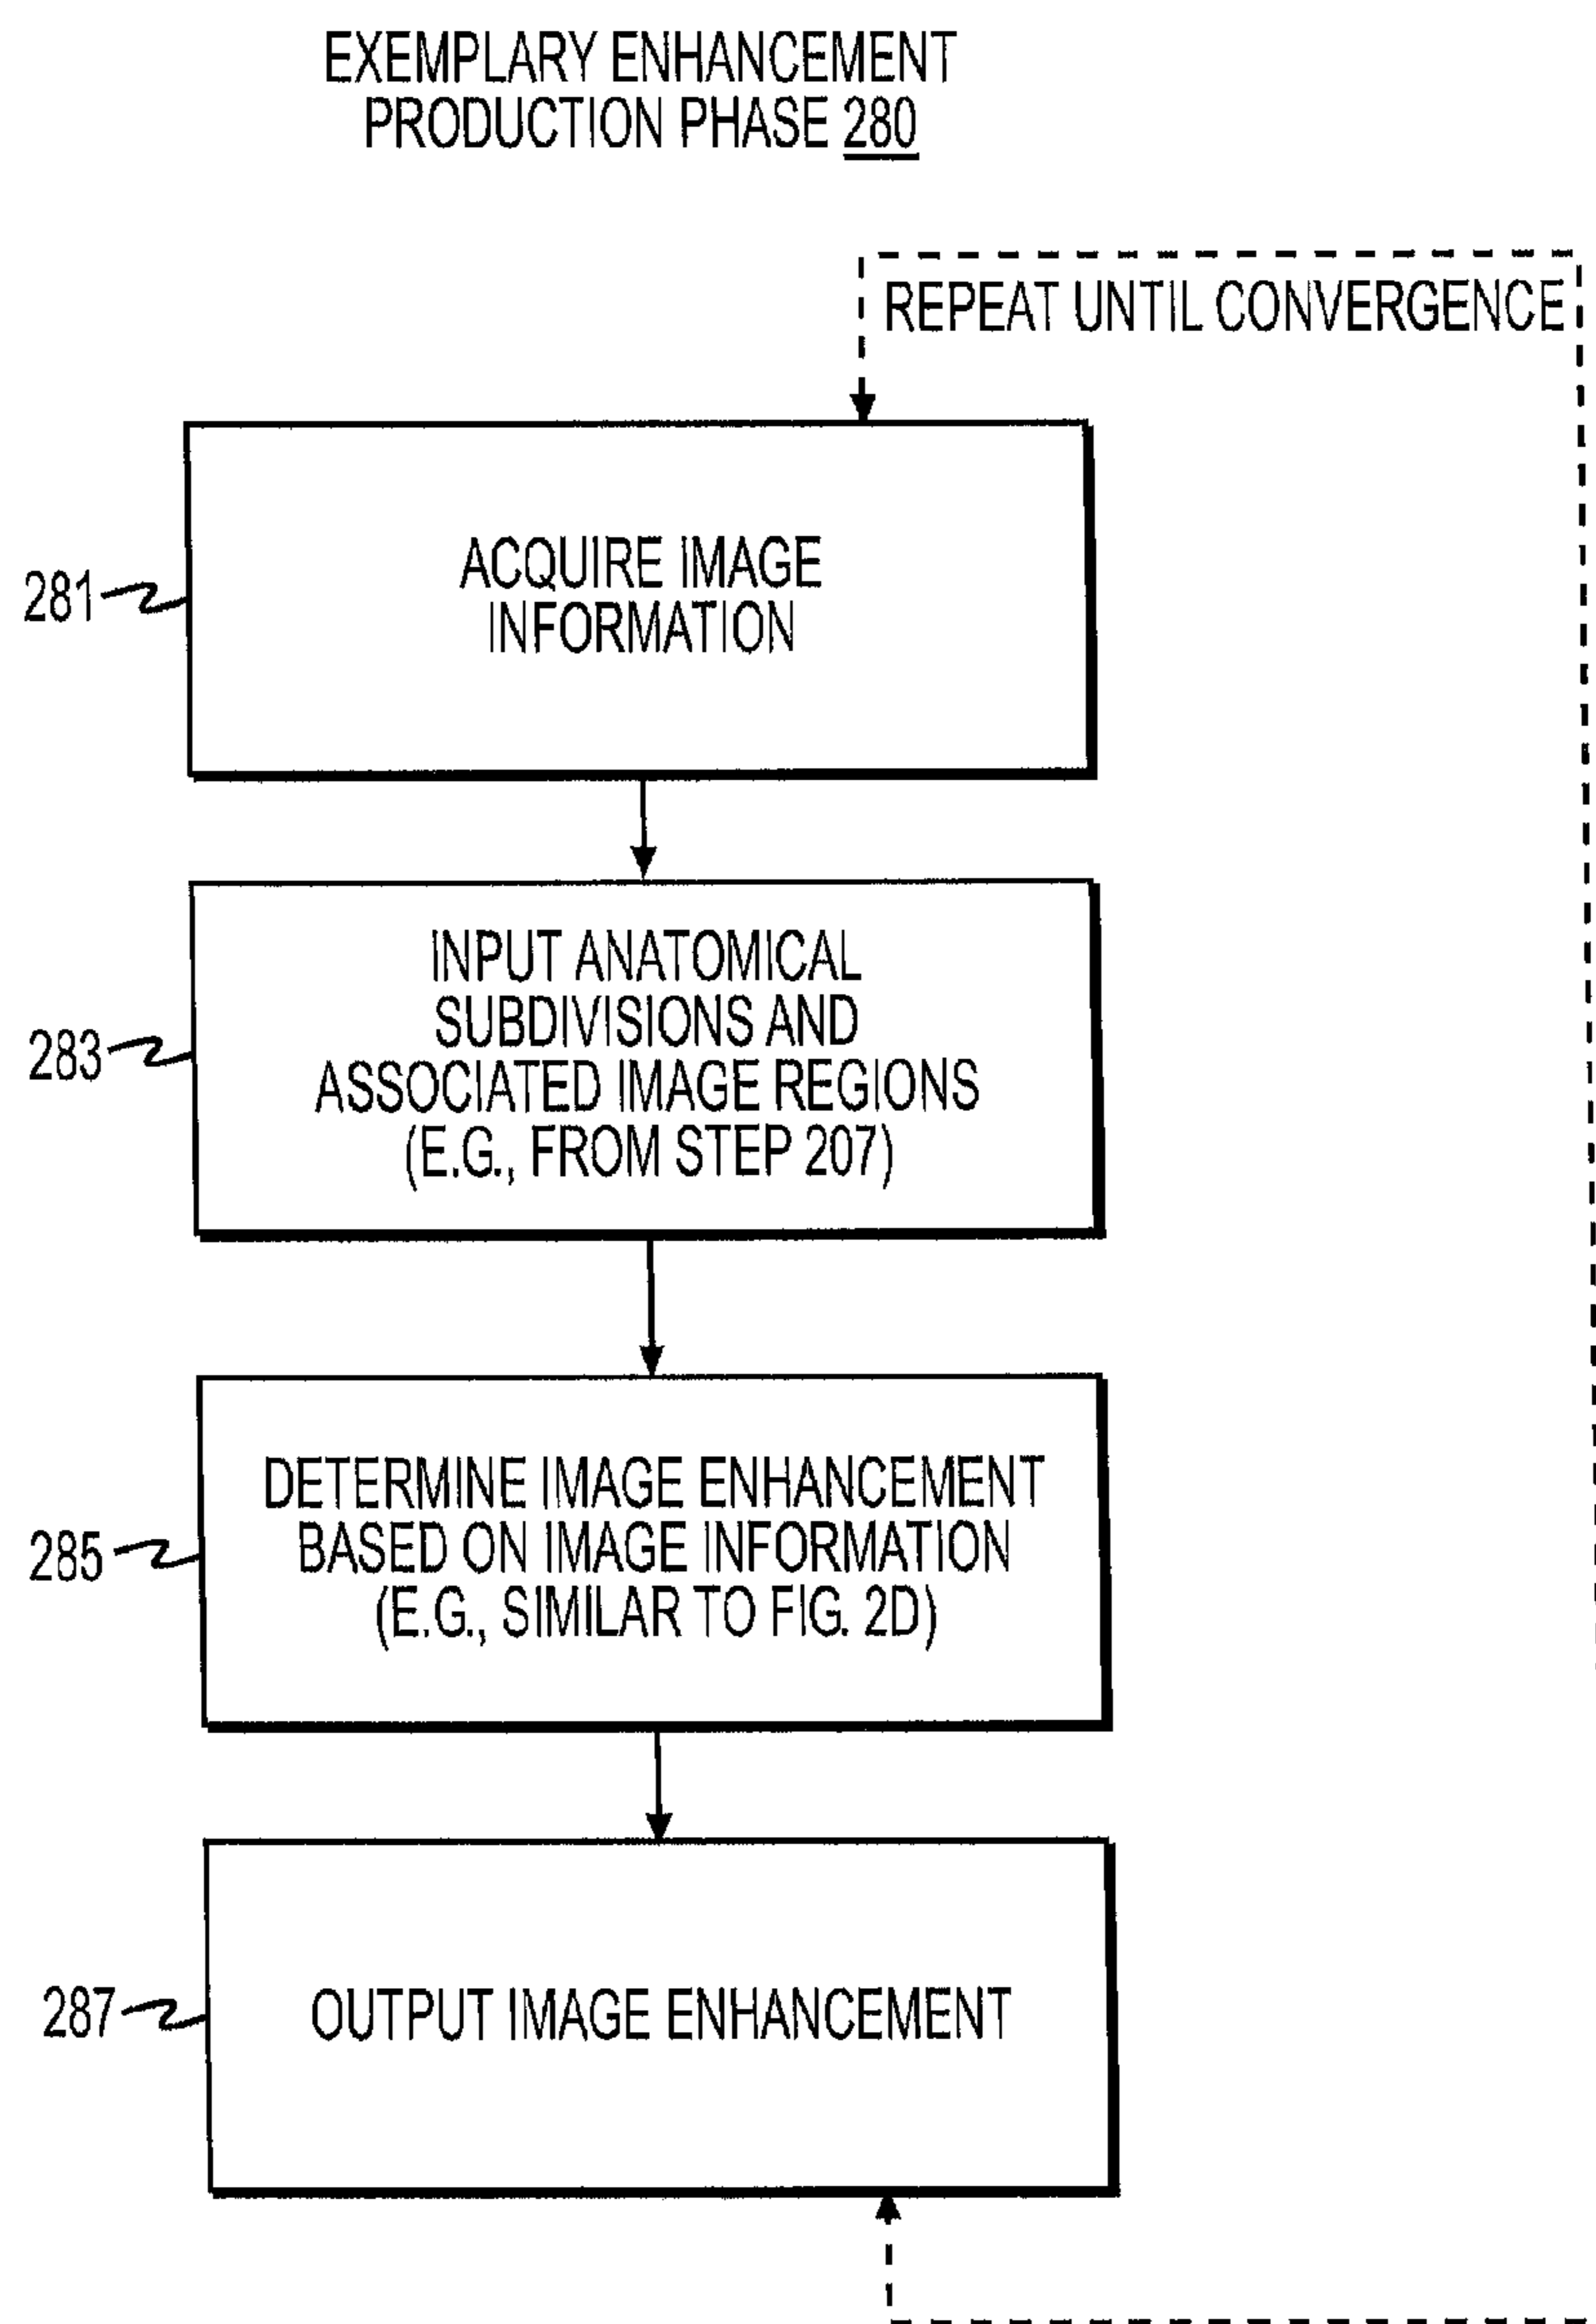 EXEMPLARY ENHANCEMENT
PRODUCTION PHASE 280
REPEAT UNTIL CONVERGENCE
281
ACQUIRE IMAGE
INFORMATION
283
INPUT ANATOMICAL
SUBDIVISIONS AND
ASSOCIATED IMAGE REGIONS
(E.G., FROM STEP 207)
285
DETERMINE IMAGE ENHANCEMENT
BASED ON IMAGE INFORMATION
(E.G., SIMILAR TO FIG. 2D)
287
OUTPUT IMAGE ENHANCEMENT